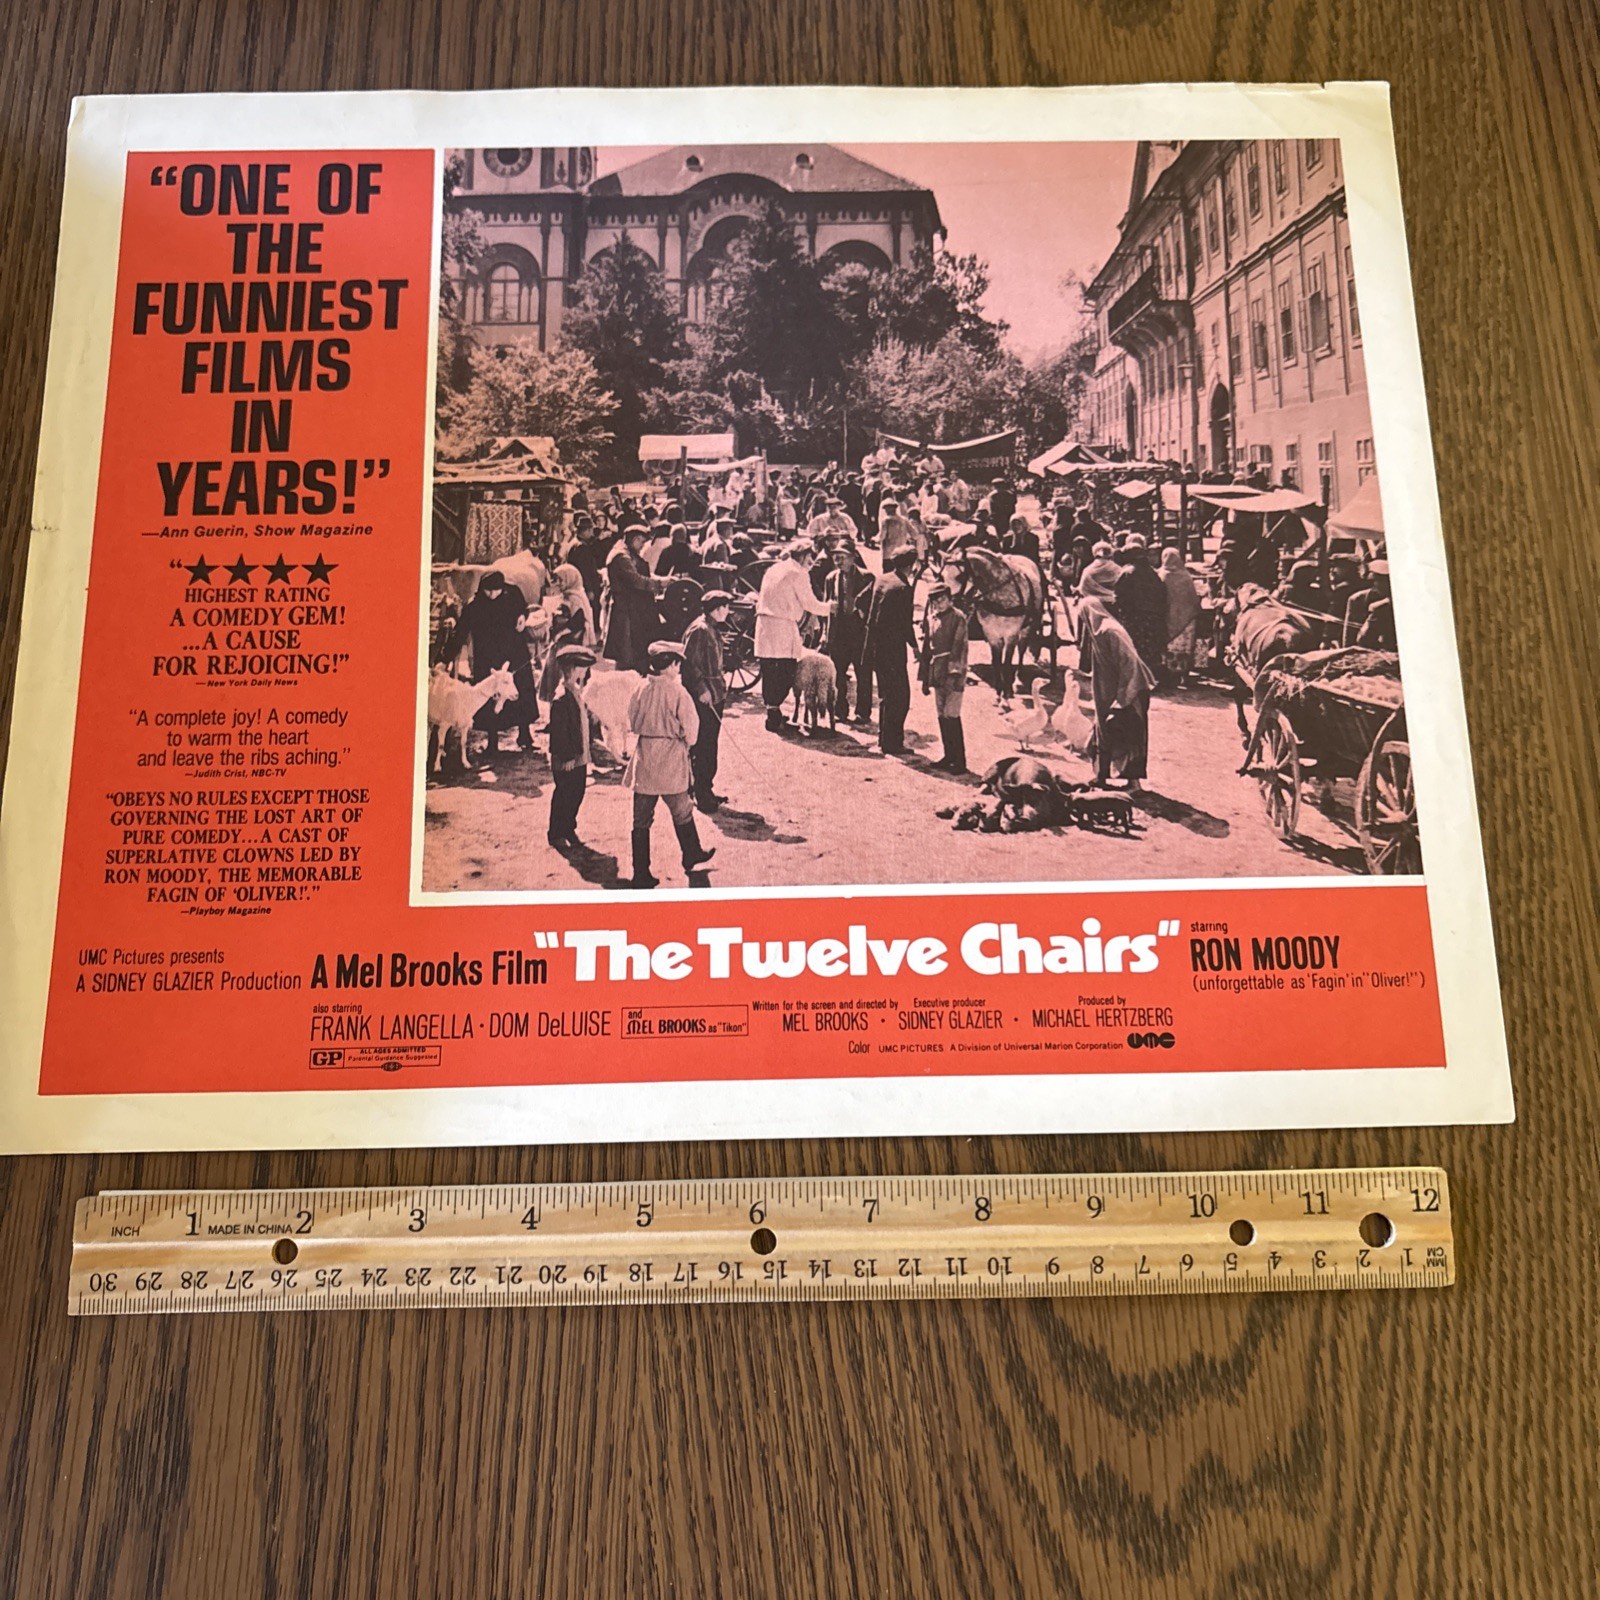 “ONE OF
THE
FUNNIEST
FILMS
IN
YEARS!”
—Ann Guerin, Show Magazine
“★★★★
HIGHEST RATING
A COMEDY GEM!
...A CAUSE
FOR REJOICING!”
—New York Daily News
“A complete joy! A comedy
to warm the heart
and leave the ribs aching.”
—Judith Crist, NBC-TV
“OBEYS NO RULES EXCEPT THOSE
GOVERNING THE LOST ART OF
PURE COMEDY...A CAST OF
SUPERLATIVE CLOWNS LED BY
RON MOODY, THE MEMORABLE
FAGIN OF ‘OLIVER!’.”
—Playboy Magazine
UMC Pictures presents
A SIDNEY GLAZIER Production
A Mel Brooks Film
“The Twelve Chairs”
starring
RON MOODY
(unforgettable as ‘Fagin’ in “Oliver!”)
also starring
FRANK LANGELLA · DOM DeLUISE
and
MEL BROOKS as “Tikon”
Written for the screen and directed by
MEL BROOKS ·
Executive producer
SIDNEY GLAZIER ·
Produced by
MICHAEL HERTZBERG
GP
ALL AGES ADMITTED
Parental Guidance Suggested
Color UMC PICTURES A Division of Universal Marion Corporation umc
INCH 1 MADE IN CHINA 2 3 4 5 6 7 8 9 10 11 12
30 29 28 27 26 25 24 23 22 21 20 19 18 17 16 15 14 13 12 11 10 9 8 7 6 5 4 3 2 1 MM CM